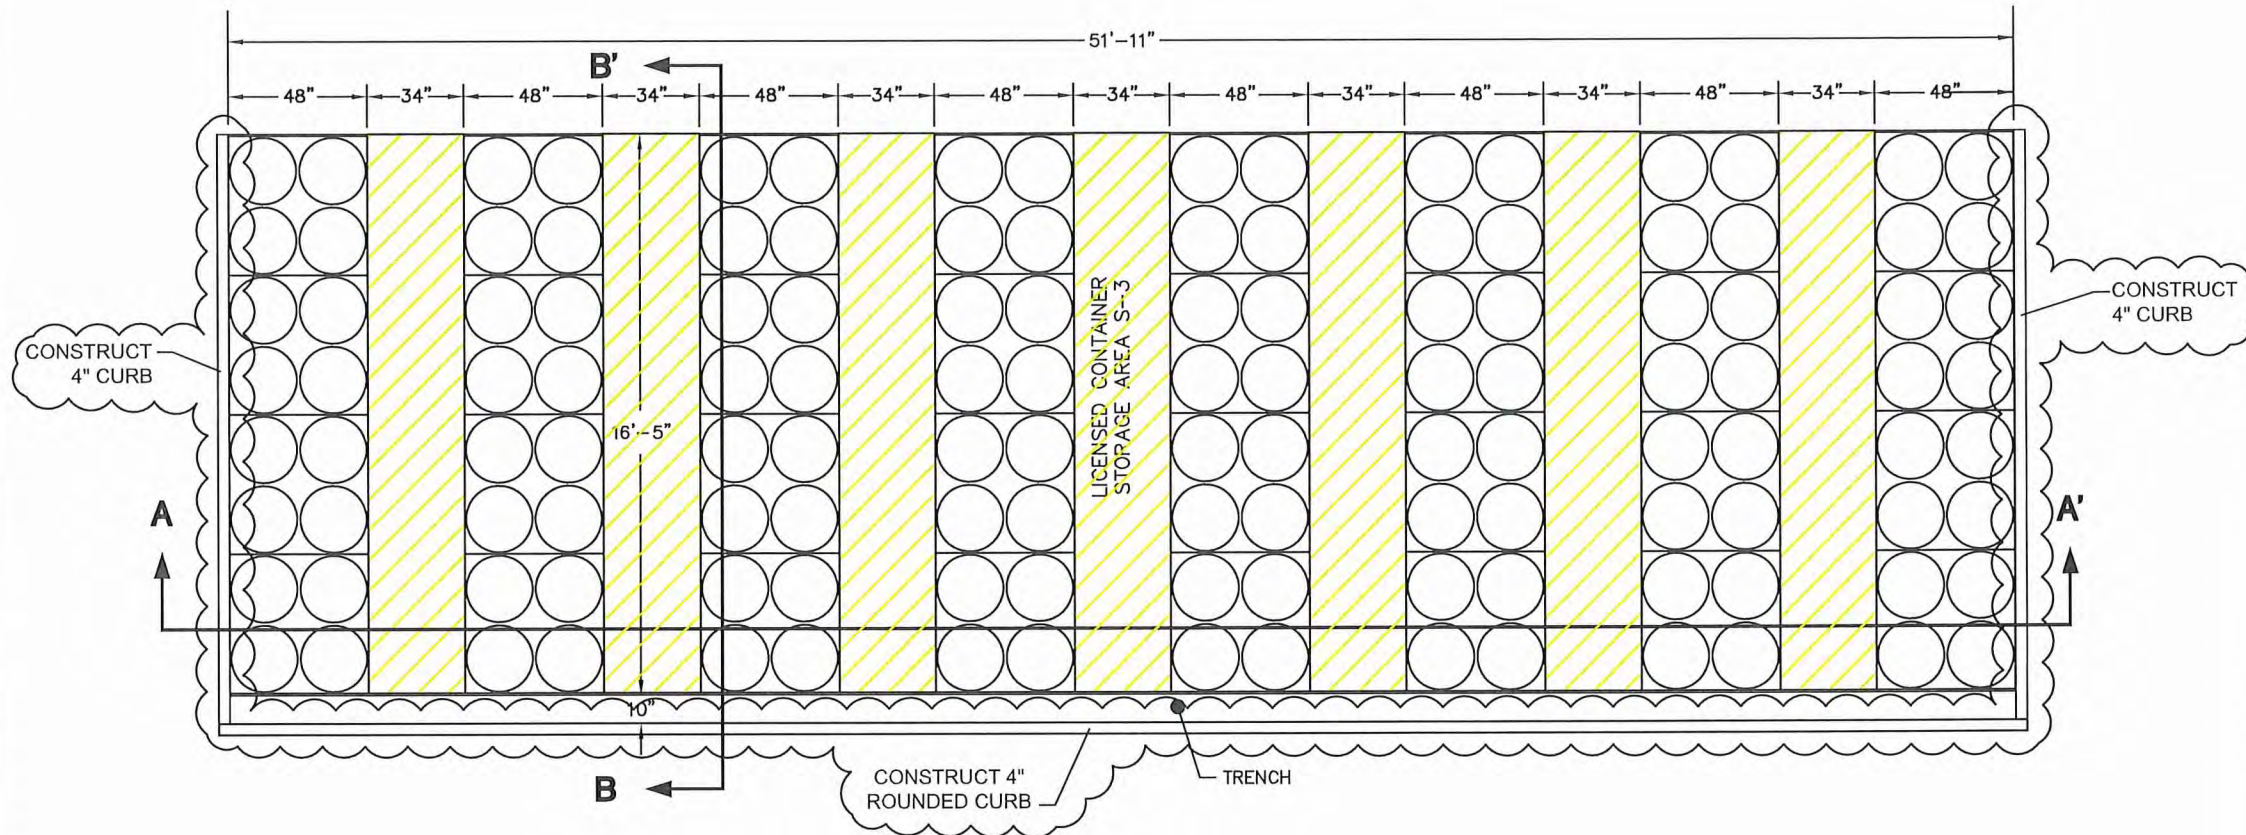 51'-11"
B'
48" 34" 48" 34" 48" 34" 48" 34" 48" 34" 48" 34" 48" 34" 48"
LICENSED CONTAINER
STORAGE AREA S-3
CONSTRUCT
4" CURB
CONSTRUCT
4" CURB
16'-5"
A
A'
10"
B
CONSTRUCT 4"
ROUNDED CURB
TRENCH